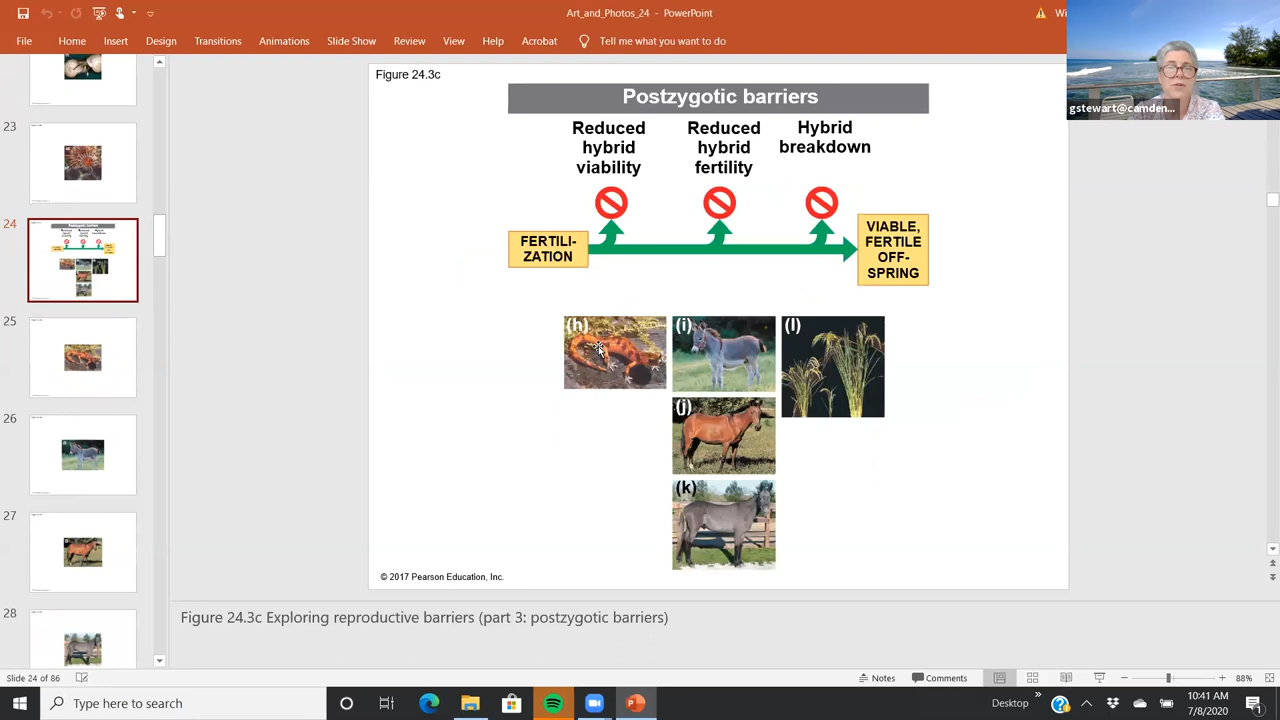 Art_and_Photos_24 - PowerPoint
Wi
File Home Insert Design Transitions Animations Slide Show Review View Help Acrobat Tell me what you want to do
gstewart@camden...
23
24
25
26
27
28
Figure 24.3c
Postzygotic barriers
Reduced
hybrid
viability
Reduced
hybrid
fertility
Hybrid
breakdown
FERTILI-
ZATION
VIABLE,
FERTILE
OFF-
SPRING
(h)
(i)
(l)
(j)
(k)
© 2017 Pearson Education, Inc.
Figure 24.3c Exploring reproductive barriers (part 3: postzygotic barriers)
Slide 24 of 86
Notes
Comments
88%
Type here to search
Desktop
10:41 AM
7/8/2020